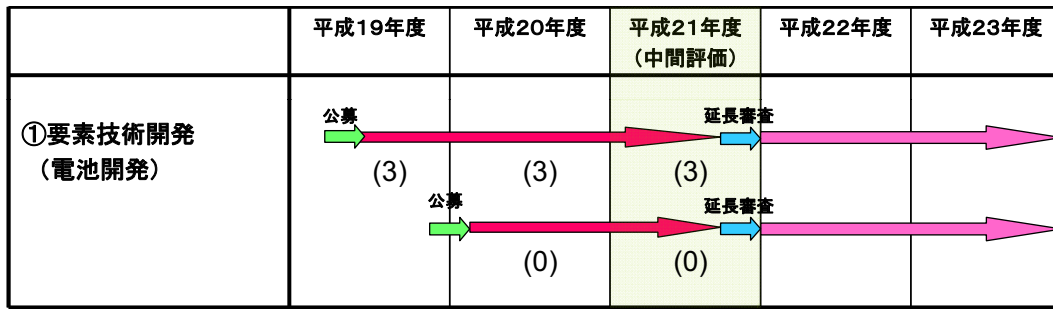 平成19年度
平成20年度
平成21年度
(中間評価)
平成22年度
平成23年度
①要素技術開発
(電池開発)
公募
延長審査
(3)
(3)
(3)
公募
延長審査
(0)
(0)